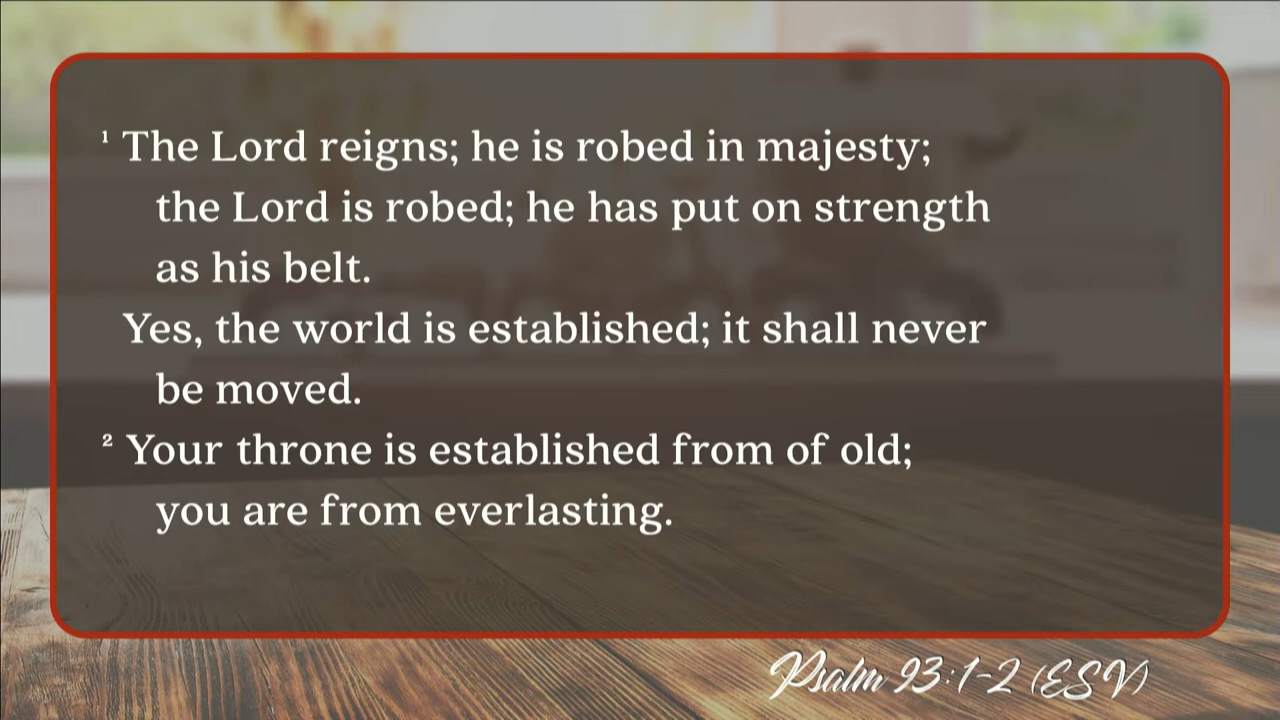 ¹ The Lord reigns; he is robed in majesty;
the Lord is robed; he has put on strength
as his belt.
Yes, the world is established; it shall never
be moved.
² Your throne is established from of old;
you are from everlasting.
Psalm 93:1-2 (ESV)